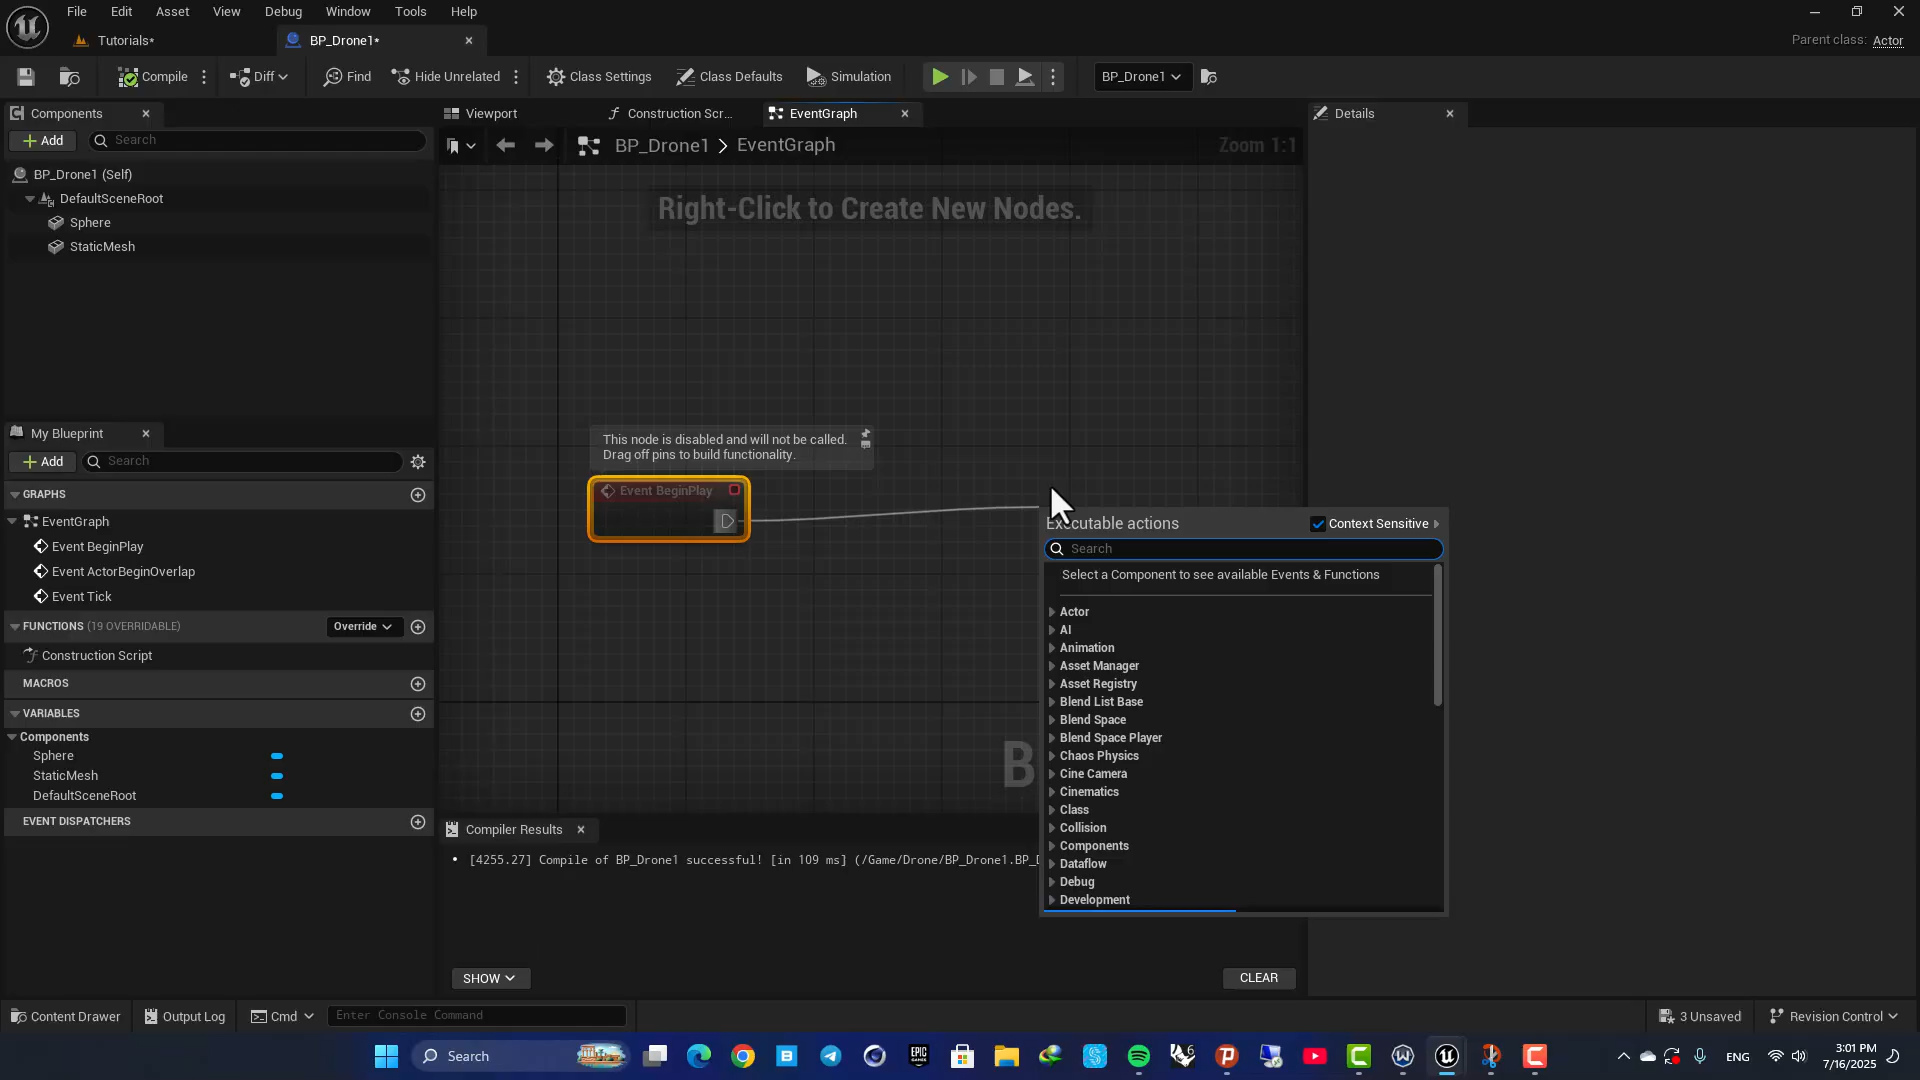 File Edit Asset View Debug Window Tools Help
Tutorials*
BP_Drone1*
Parent class: Actor
Compile
Diff
Find
Hide Unrelated
Class Settings
Class Defaults
Simulation
BP_Drone1
Components
Add
Search
BP_Drone1 (Self)
DefaultSceneRoot
Sphere
StaticMesh
Viewport
Construction Scr...
EventGraph
BP_Drone1 > EventGraph
Zoom 1:1
Right-Click to Create New Nodes.
This node is disabled and will not be called.
Drag off pins to build functionality.
Event BeginPlay
Details
My Blueprint
Add
Search
GRAPHS
EventGraph
Event BeginPlay
Event ActorBeginOverlap
Event Tick
FUNCTIONS (19 OVERRIDABLE)
Override
Construction Script
MACROS
VARIABLES
Components
Sphere
StaticMesh
DefaultSceneRoot
EVENT DISPATCHERS
Executable actions
Context Sensitive
Search
Select a Component to see available Events & Functions
Actor
AI
Animation
Asset Manager
Asset Registry
Blend List Base
Blend Space
Blend Space Player
Chaos Physics
Cine Camera
Cinematics
Class
Collision
Components
Dataflow
Debug
Development
B
Compiler Results
• [4255.27] Compile of BP_Drone1 successful! [in 109 ms] (/Game/Drone/BP_Drone1.BP_D
SHOW
CLEAR
Content Drawer
Output Log
Cmd
Enter Console Command
3 Unsaved
Revision Control
Search
EPIC GAMES
6
ENG
3:01 PM
7/16/2025